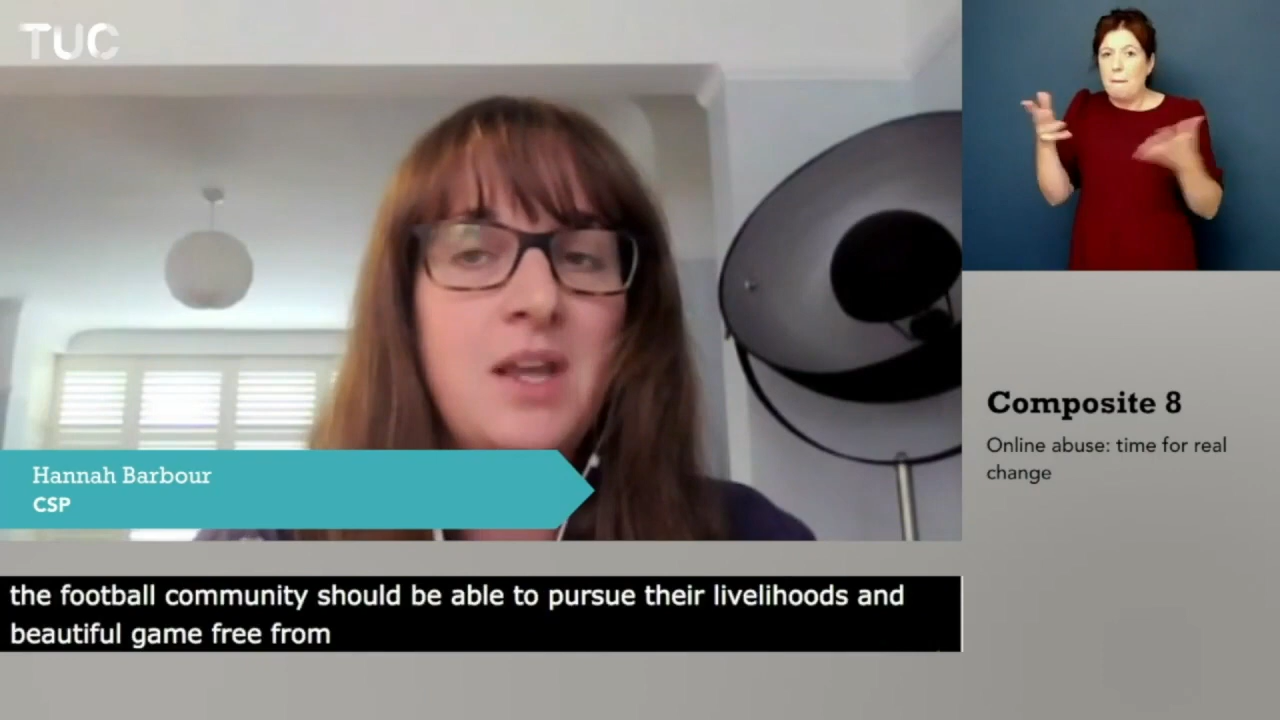 TUC
Hannah Barbour
CSP
Composite 8
Online abuse: time for real
change
the football community should be able to pursue their livelihoods and
beautiful game free from